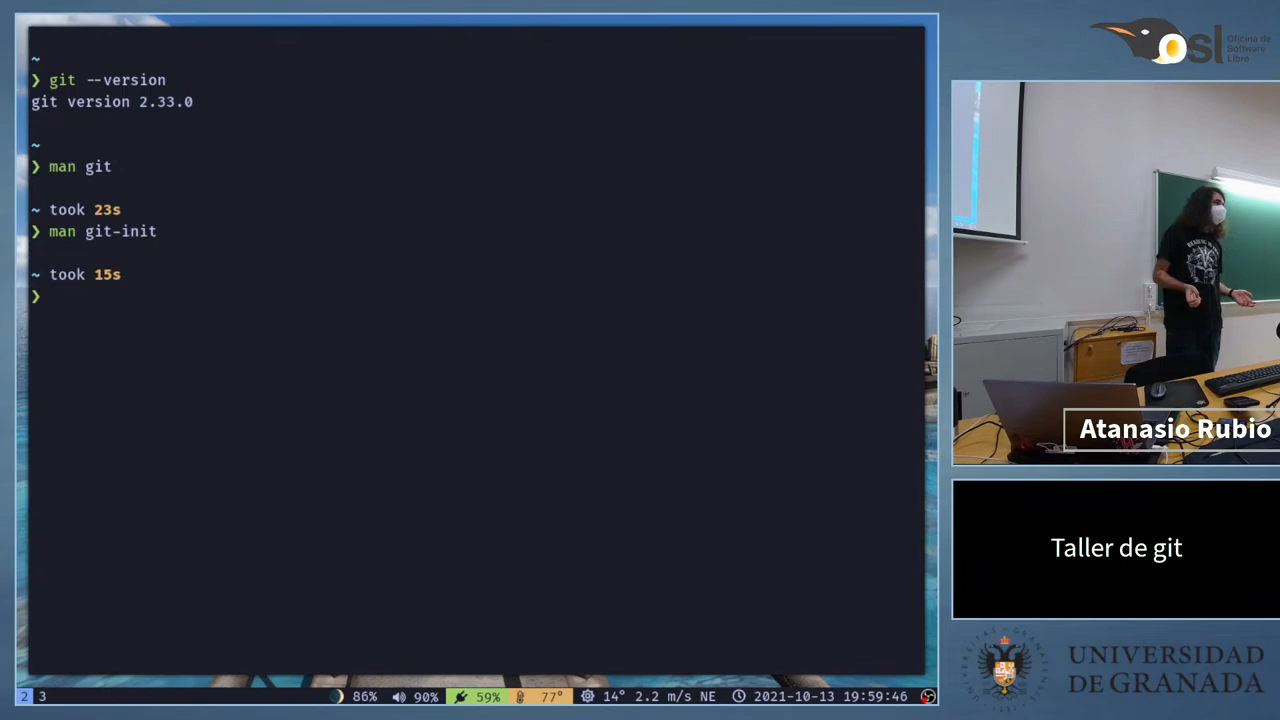 ~
❯ git --version
git version 2.33.0
~
❯ man git
~ took 23s
❯ man git-init
~ took 15s
❯
2 3 86% 90% 59% 77° 14° 2.2 m/s NE 2021-10-13 19:59:46
osl
Oficina de
Software
Libre
READING
Atanasio Rubio
Taller de git
UNIVERSIDAD
DE GRANADA